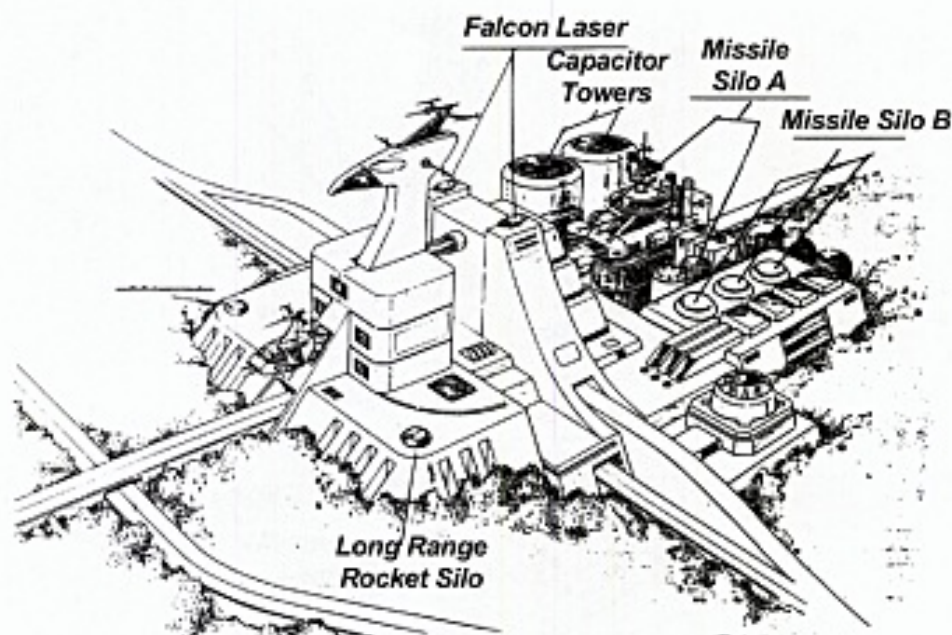 Falcon Laser
Capacitor
Towers
Missile
Silo A
Missile Silo B
Long Range
Rocket Silo